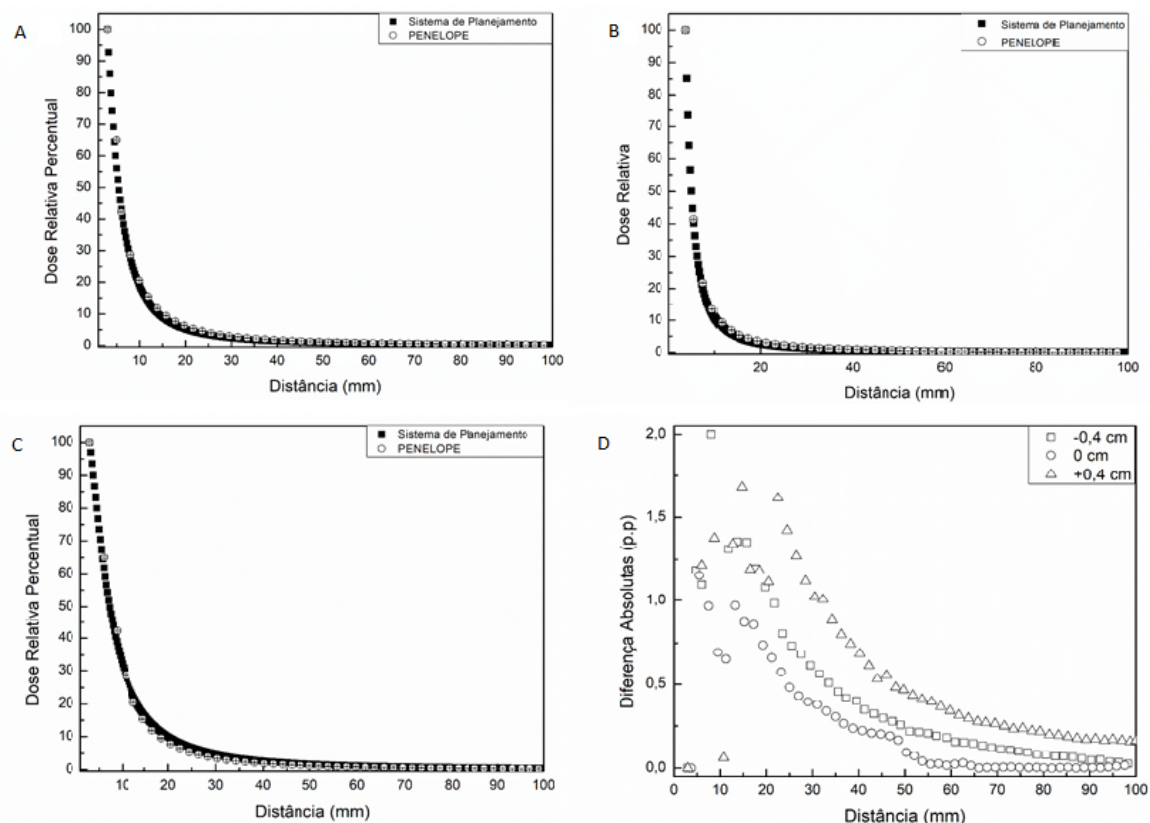 A
Sistema de Planejamento
PENELOPE
Dose Relativa Percentual
100
90
80
70
60
50
40
30
20
10
0
10 20 30 40 50 60 70 80 90 100
Distância (mm)
B
Sistema de Planejamento
PENELOPE
Dose Relativa
100
90
80
70
60
50
40
30
20
10
0
10 20 40 60 80 100
Distância (mm)
C
Sistema de Planejamento
PENELOPE
Dose Relativa Percentual
100
90
80
70
60
50
40
30
20
10
0
10 20 30 40 50 60 70 80 90 100
Distância (mm)
D
-0,4 cm
0 cm
+0,4 cm
Diferença Absolutas (p.p)
2,0
1,5
1,0
0,5
0,0
0 10 20 30 40 50 60 70 80 90 100
Distância (mm)